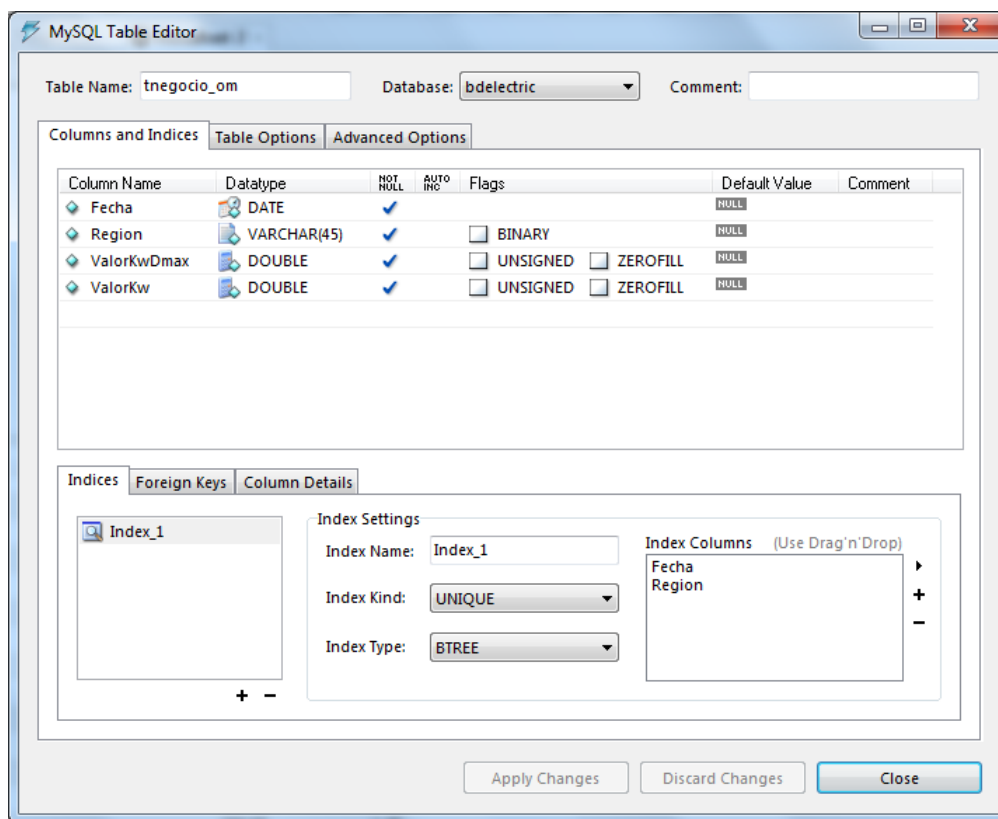 MySQL Table Editor
Table Name: tnegocio_om Database: bdelectric Comment:
Columns and Indices Table Options Advanced Options
Column Name Datatype NOT NULL AUTO INC Flags Default Value Comment
Fecha DATE NULL
Region VARCHAR(45) BINARY NULL
ValorKwDmax DOUBLE UNSIGNED ZEROFILL NULL
ValorKw DOUBLE UNSIGNED ZEROFILL NULL
Indices Foreign Keys Column Details
Index_1
Index Settings
Index Name: Index_1
Index Kind: UNIQUE
Index Type: BTREE
Index Columns (Use Drag'n'Drop)
Fecha
Region
Apply Changes Discard Changes Close